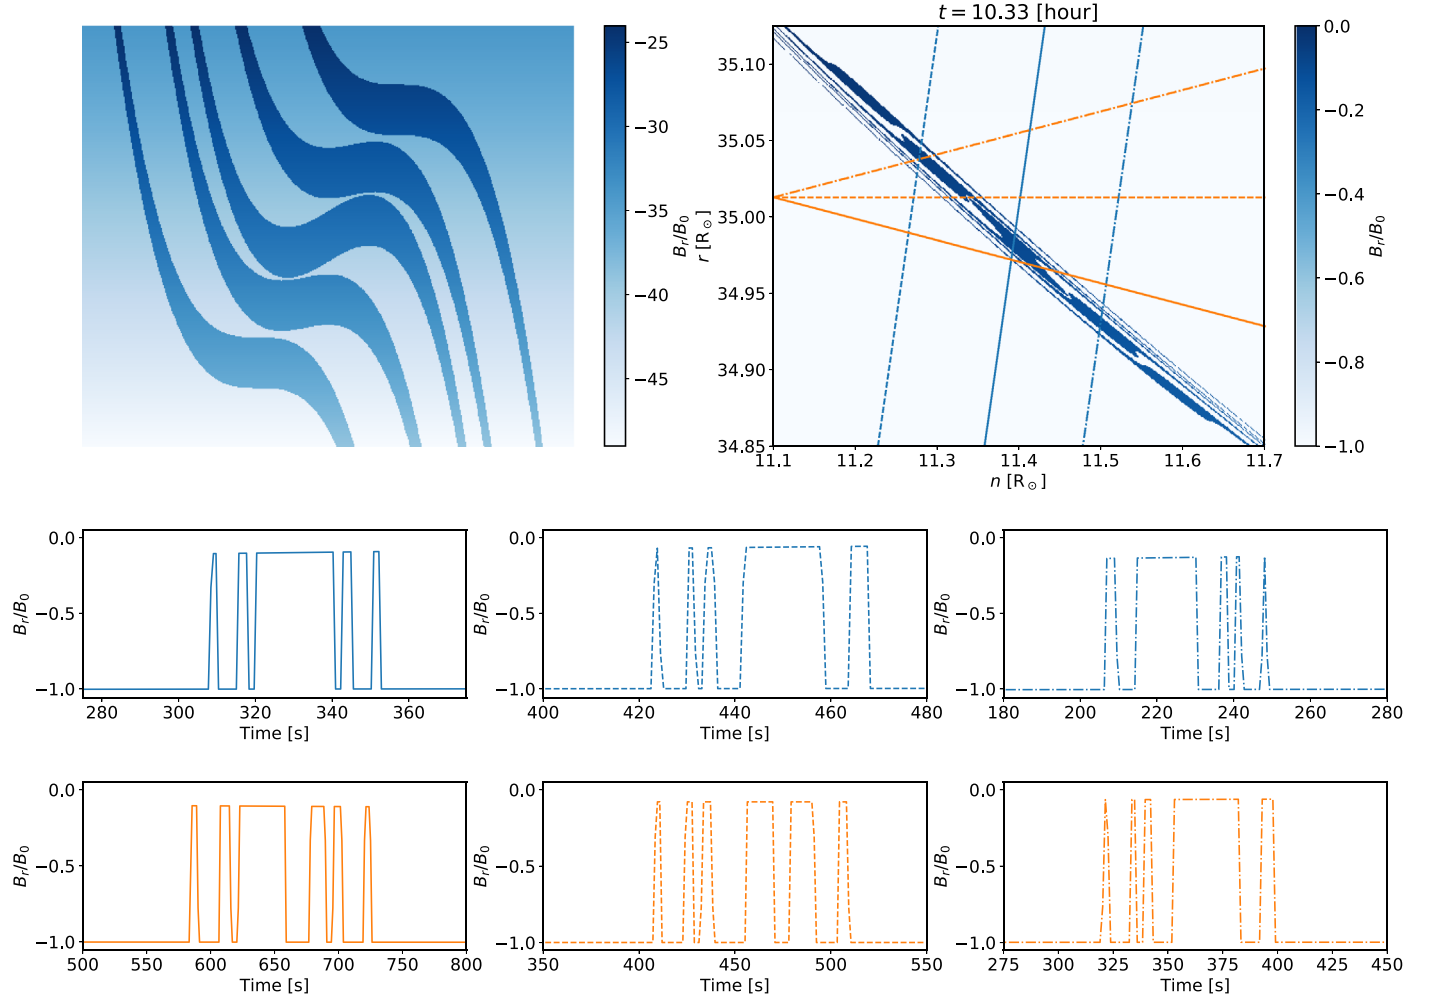 −25
−30
−35
−40
−45
B_r/B_0
t = 10.33 [hour]
35.10
35.05
35.00
34.95
34.90
34.85
r [R_⊙]
11.1 11.2 11.3 11.4 11.5 11.6 11.7
n [R_⊙]
0.0
−0.2
−0.4
−0.6
−0.8
−1.0
B_r/B_0
0.0
−0.5
−1.0
B_r/B_0
280 300 320 340 360
Time [s]
0.0
−0.5
−1.0
B_r/B_0
400 420 440 460 480
Time [s]
0.0
−0.5
−1.0
B_r/B_0
180 200 220 240 260 280
Time [s]
0.0
−0.5
−1.0
B_r/B_0
500 550 600 650 700 750 800
Time [s]
0.0
−0.5
−1.0
B_r/B_0
350 400 450 500 550
Time [s]
0.0
−0.5
−1.0
B_r/B_0
275 300 325 350 375 400 425 450
Time [s]